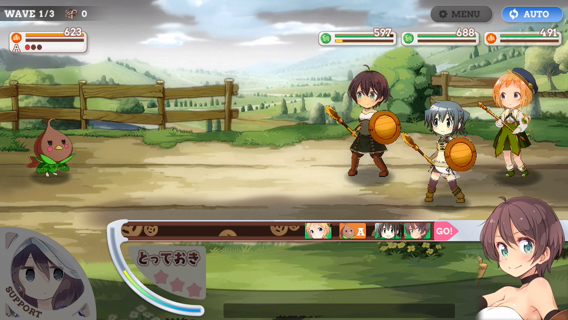 WAVE 1/3 0
MENU
AUTO
623
A
597
688
491
A
GO!
とっておき
SUPPORT